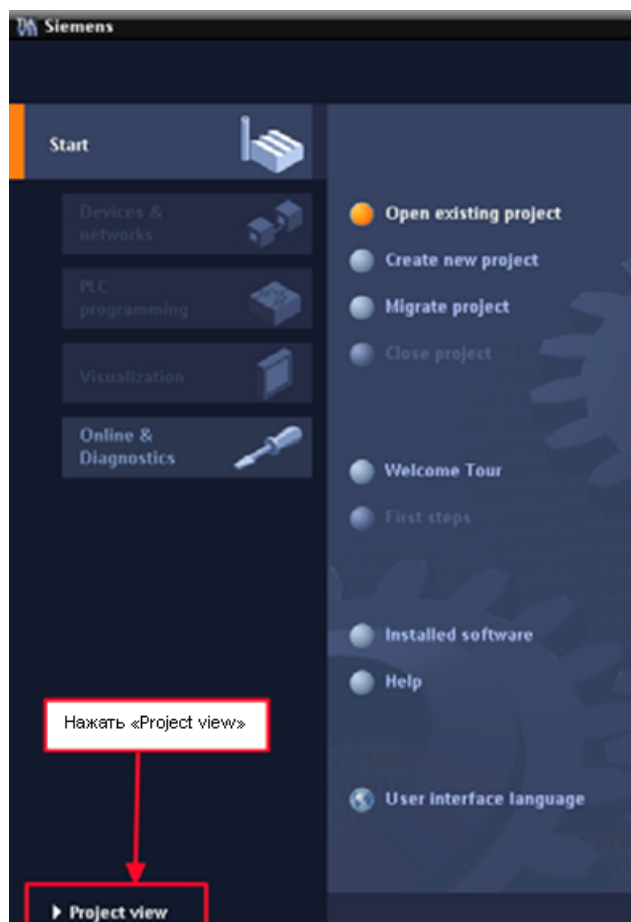 Siemens
Start
Devices &
networks
PLC
programming
Visualization
Online &
Diagnostics
Open existing project
Create new project
Migrate project
Close project
Welcome Tour
First steps
Installed software
Help
User interface language
Нажать «Project view»
Project view